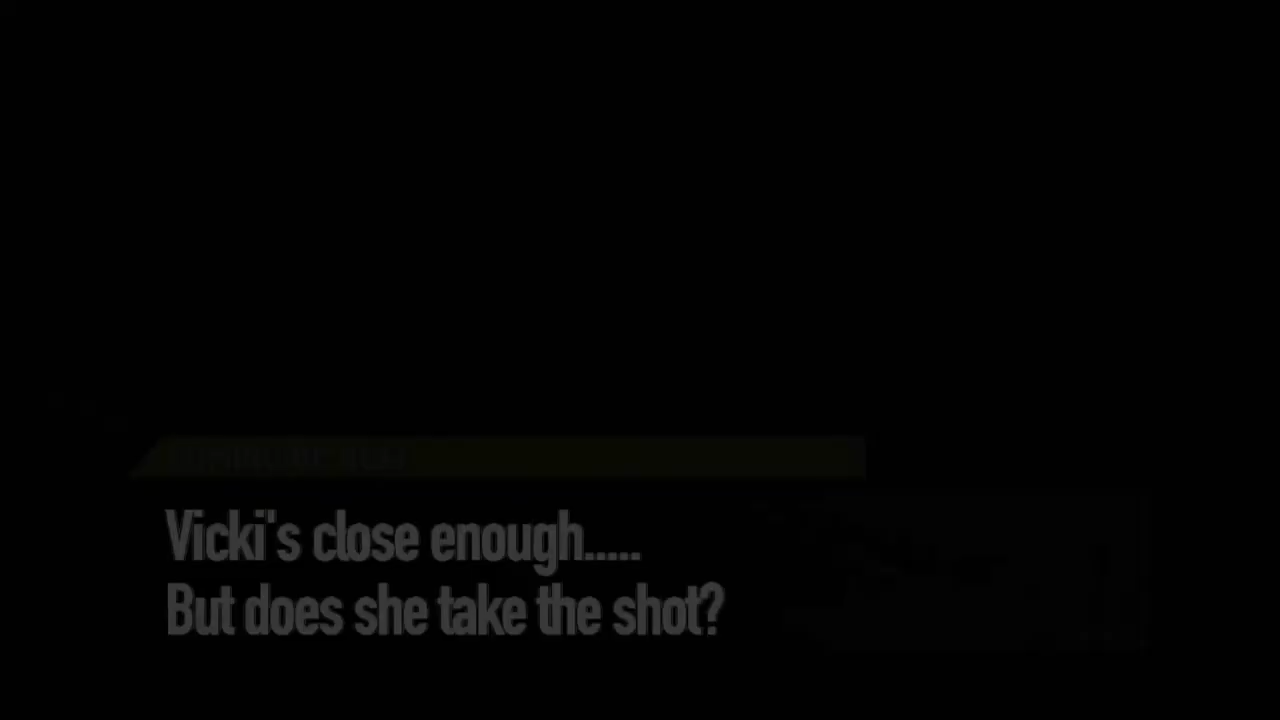 Vicki's close enough.....
But does she take the shot?